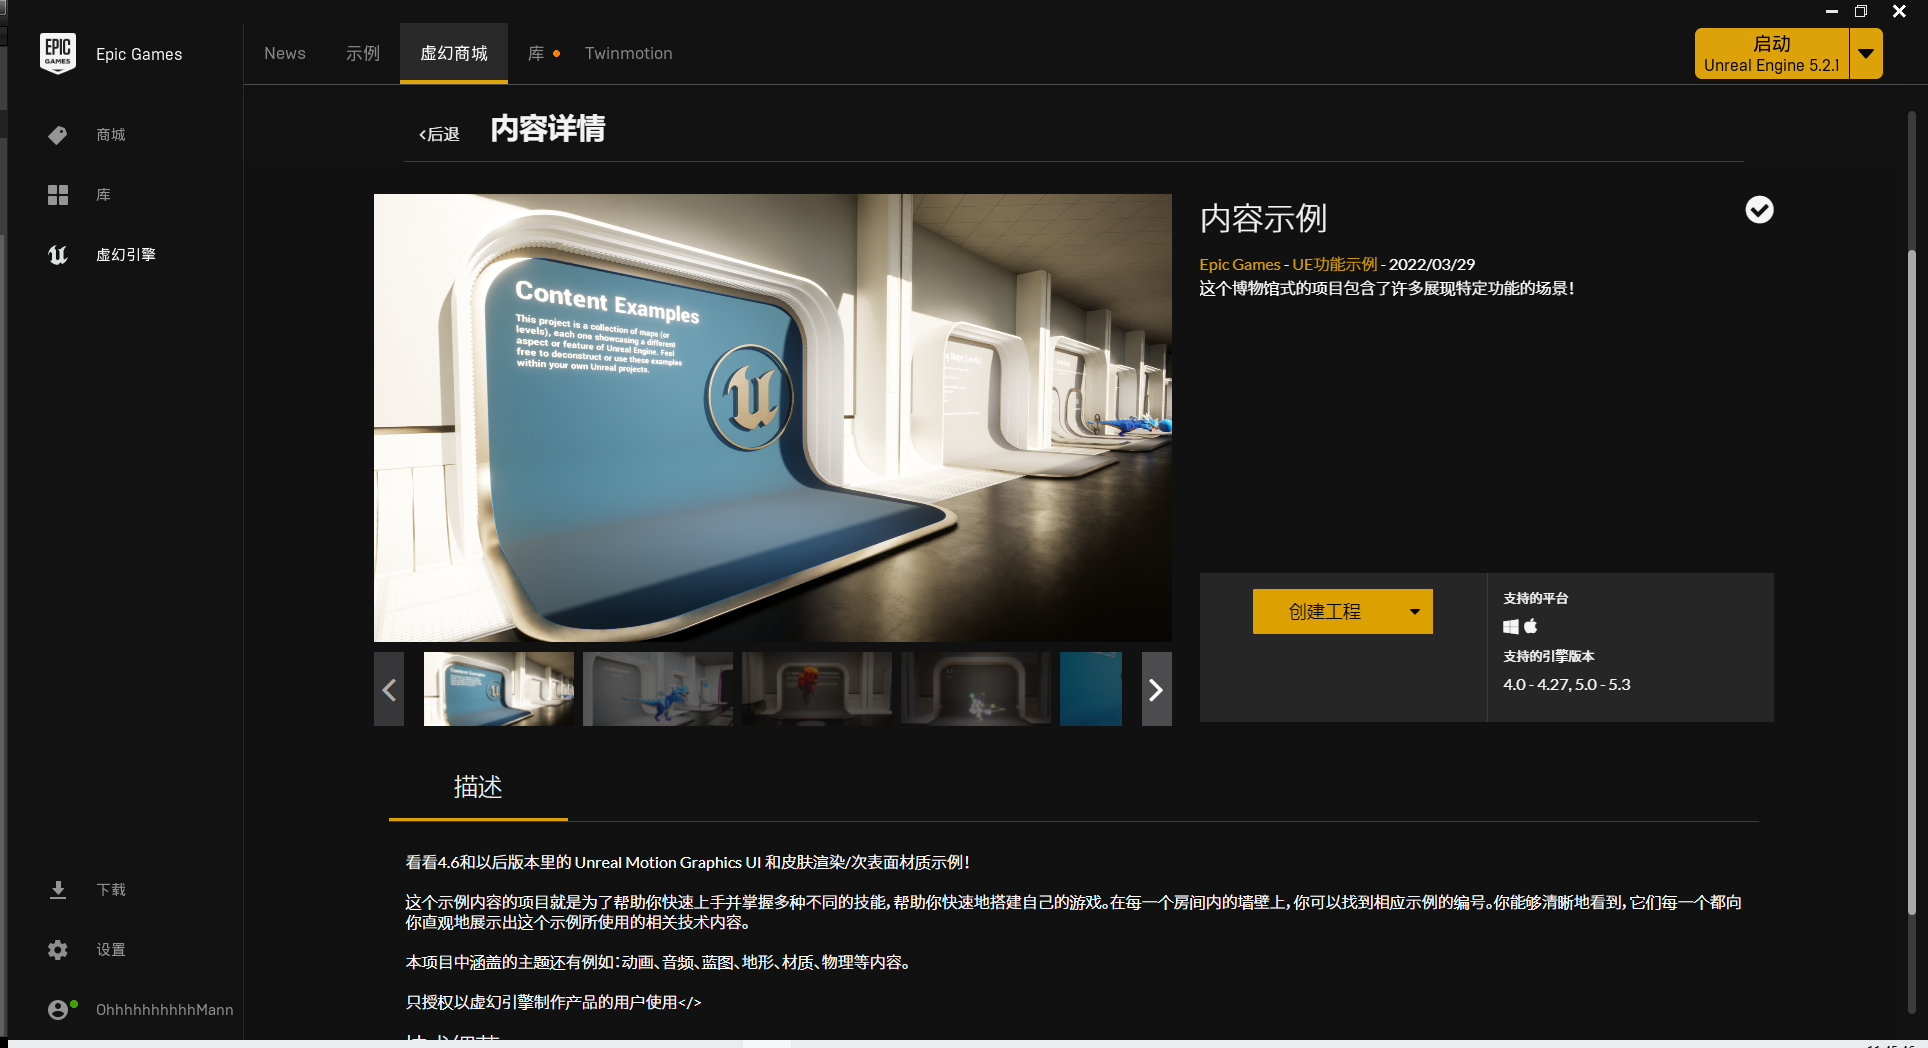 EPIC
GAMES
Epic Games
News
示例
虚幻商城
库
Twinmotion
启动
Unreal Engine 5.2.1
商城
库
虚幻引擎
下载
设置
OhhhhhhhhhhMann
‹后退
内容详情
Content Examples
This project is a collection of maps (or
levels), each one showcasing a different
aspect or feature of Unreal Engine. Feel
free to deconstruct or use these examples
within your own Unreal projects.
内容示例
Epic Games - UE功能示例 - 2022/03/29
这个博物馆式的项目包含了许多展现特定功能的场景！
创建工程
支持的平台
支持的引擎版本
4.0 - 4.27, 5.0 - 5.3
描述
看看4.6和以后版本里的 Unreal Motion Graphics UI 和皮肤渲染/次表面材质示例！
这个示例内容的项目就是为了帮助你快速上手并掌握多种不同的技能，帮助你快速地搭建自己的游戏。在每一个房间内的墙壁上，你可以找到相应示例的编号。你能够清晰地看到，它们每一个都向
你直观地展示出这个示例所使用的相关技术内容。
本项目中涵盖的主题还有例如：动画、音频、蓝图、地形、材质、物理等内容。
只授权以虚幻引擎制作产品的用户使用</>